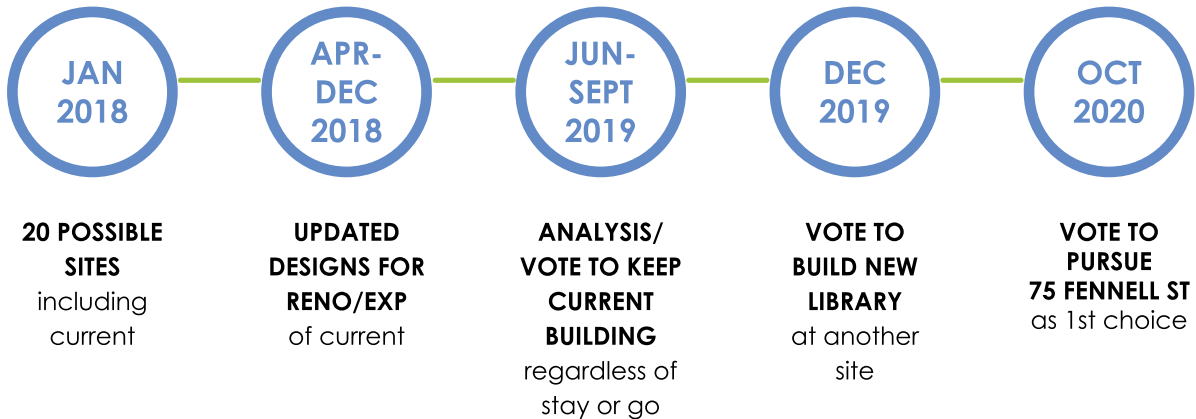 JAN
2018
APR-
DEC
2018
JUN-
SEPT
2019
DEC
2019
OCT
2020
20 POSSIBLE
SITES
including
current
UPDATED
DESIGNS FOR
RENO/EXP
of current
ANALYSIS/
VOTE TO KEEP
CURRENT
BUILDING
regardless of
stay or go
VOTE TO
BUILD NEW
LIBRARY
at another
site
VOTE TO
PURSUE
75 FENNELL ST
as 1st choice